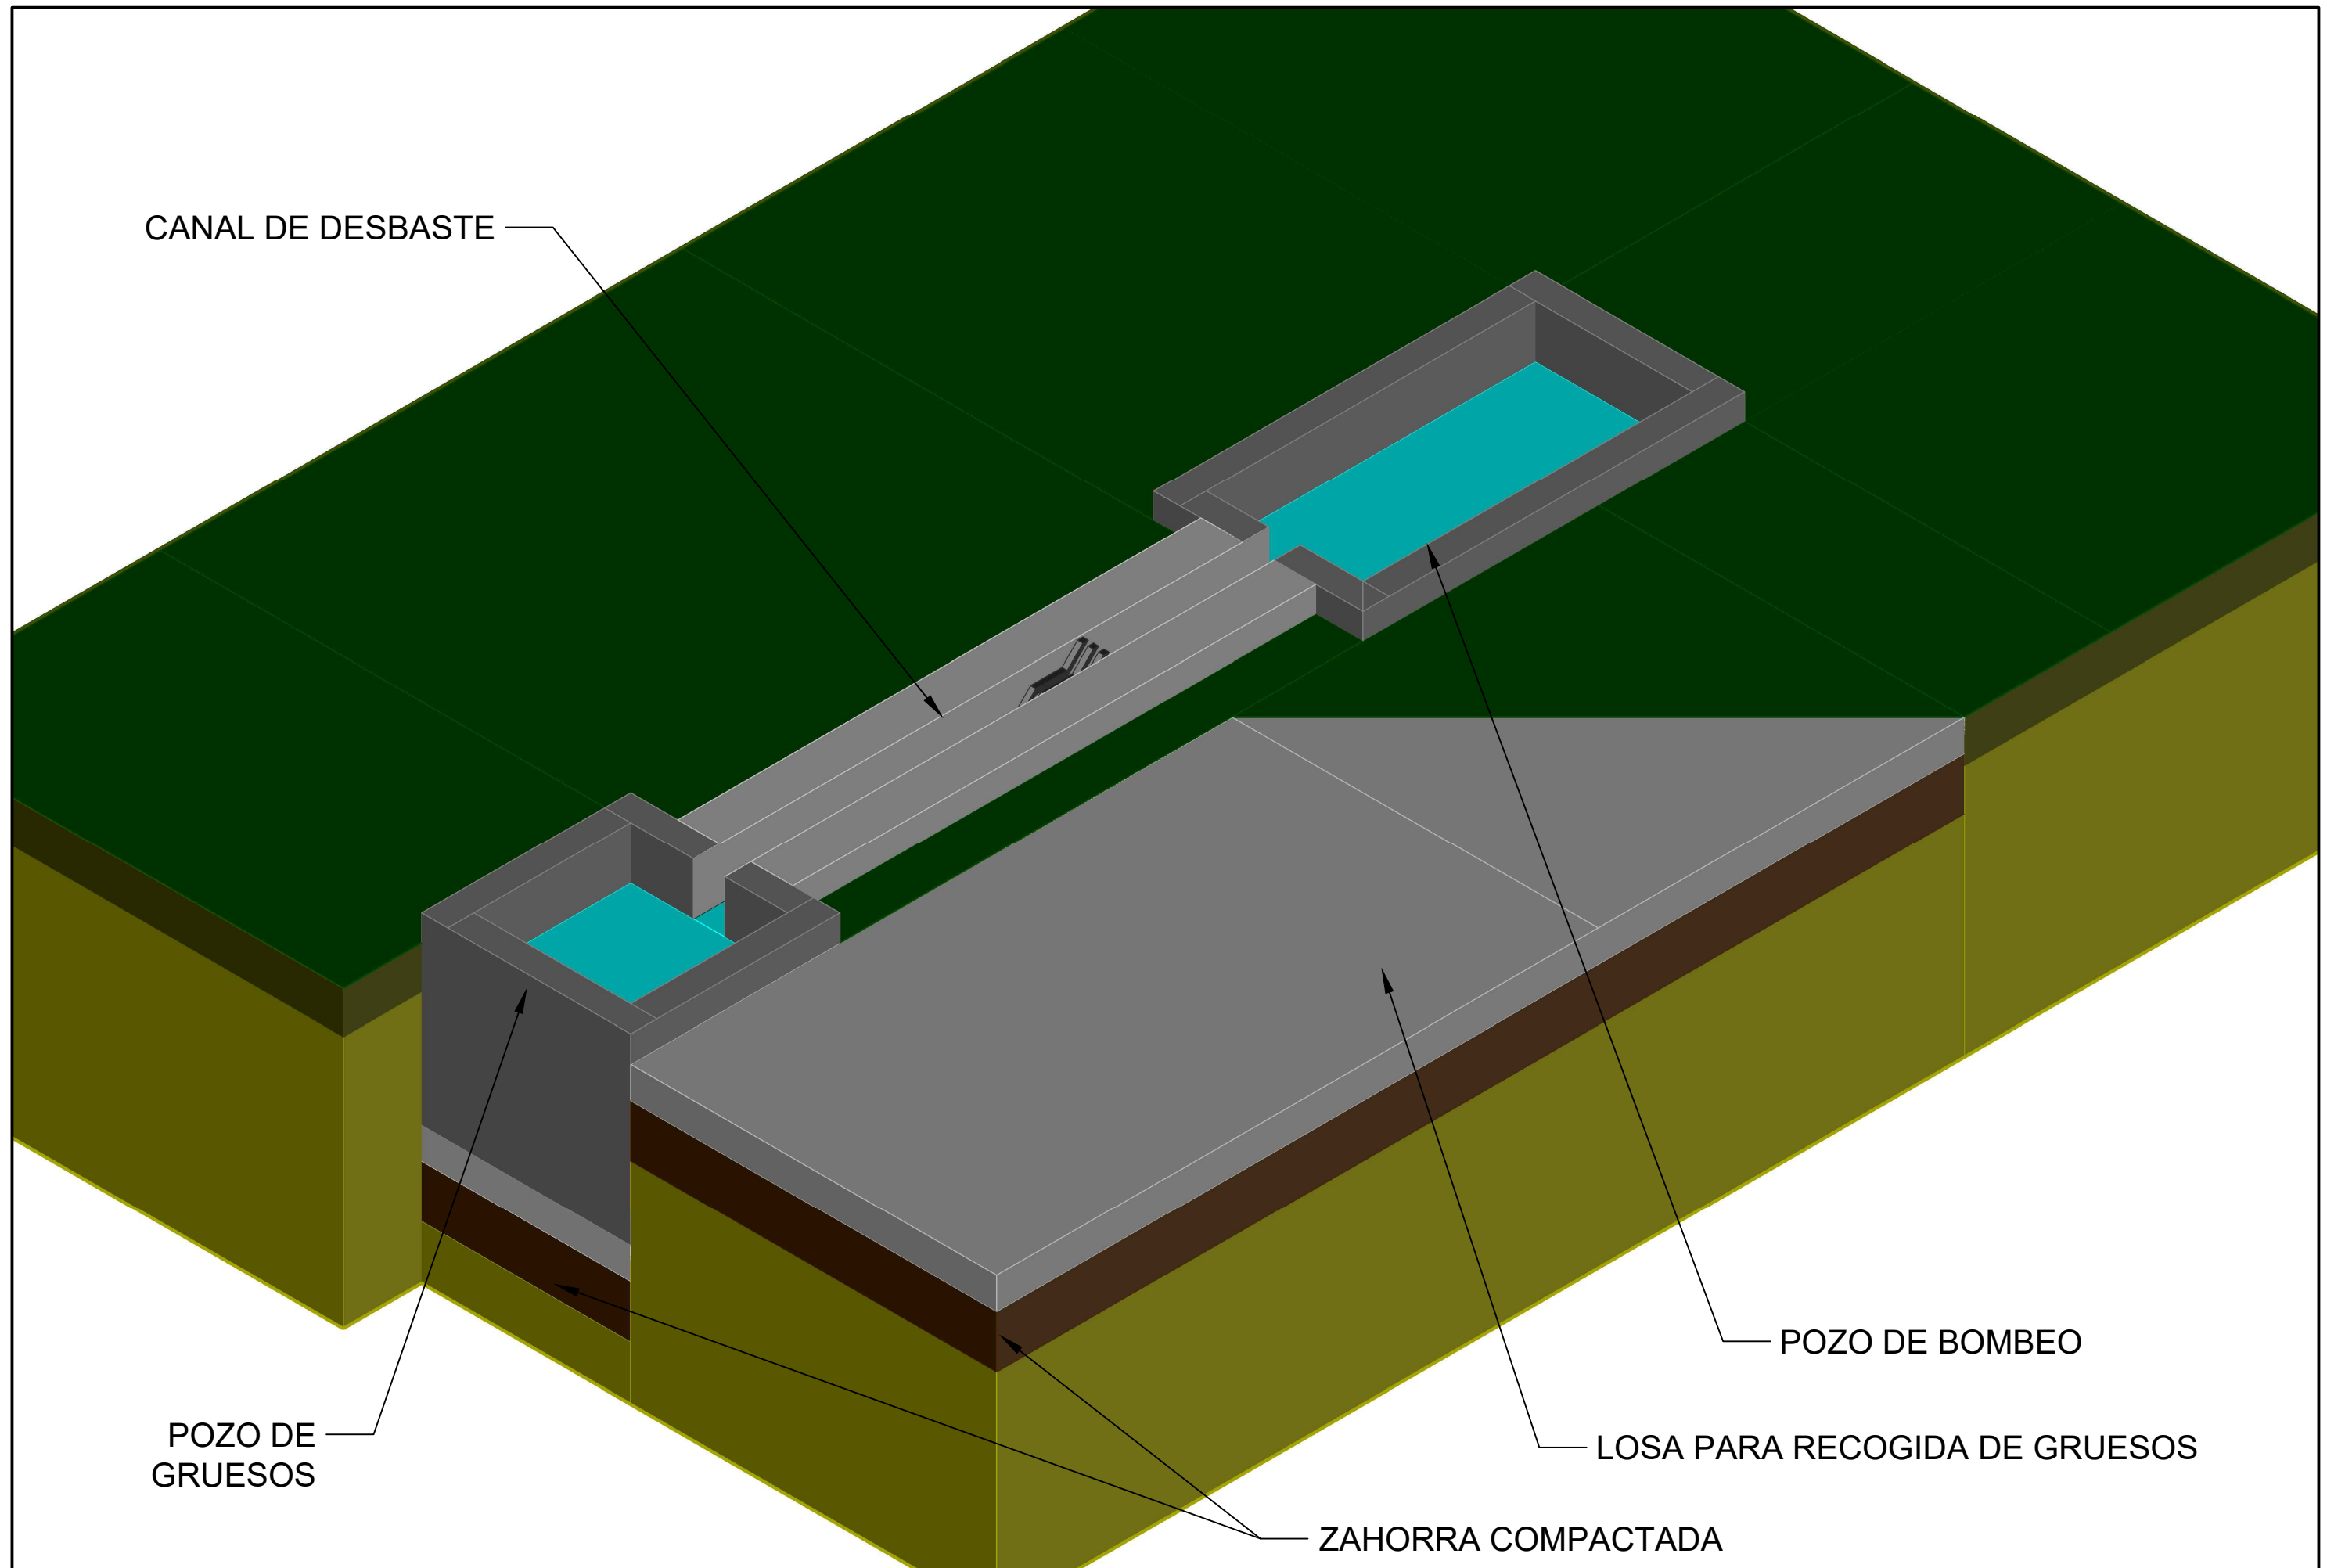 CANAL DE DESBASTE
POZO DE BOMBEO
POZO DE
GRUESOS
LOSA PARA RECOGIDA DE GRUESOS
ZAHORRA COMPACTADA